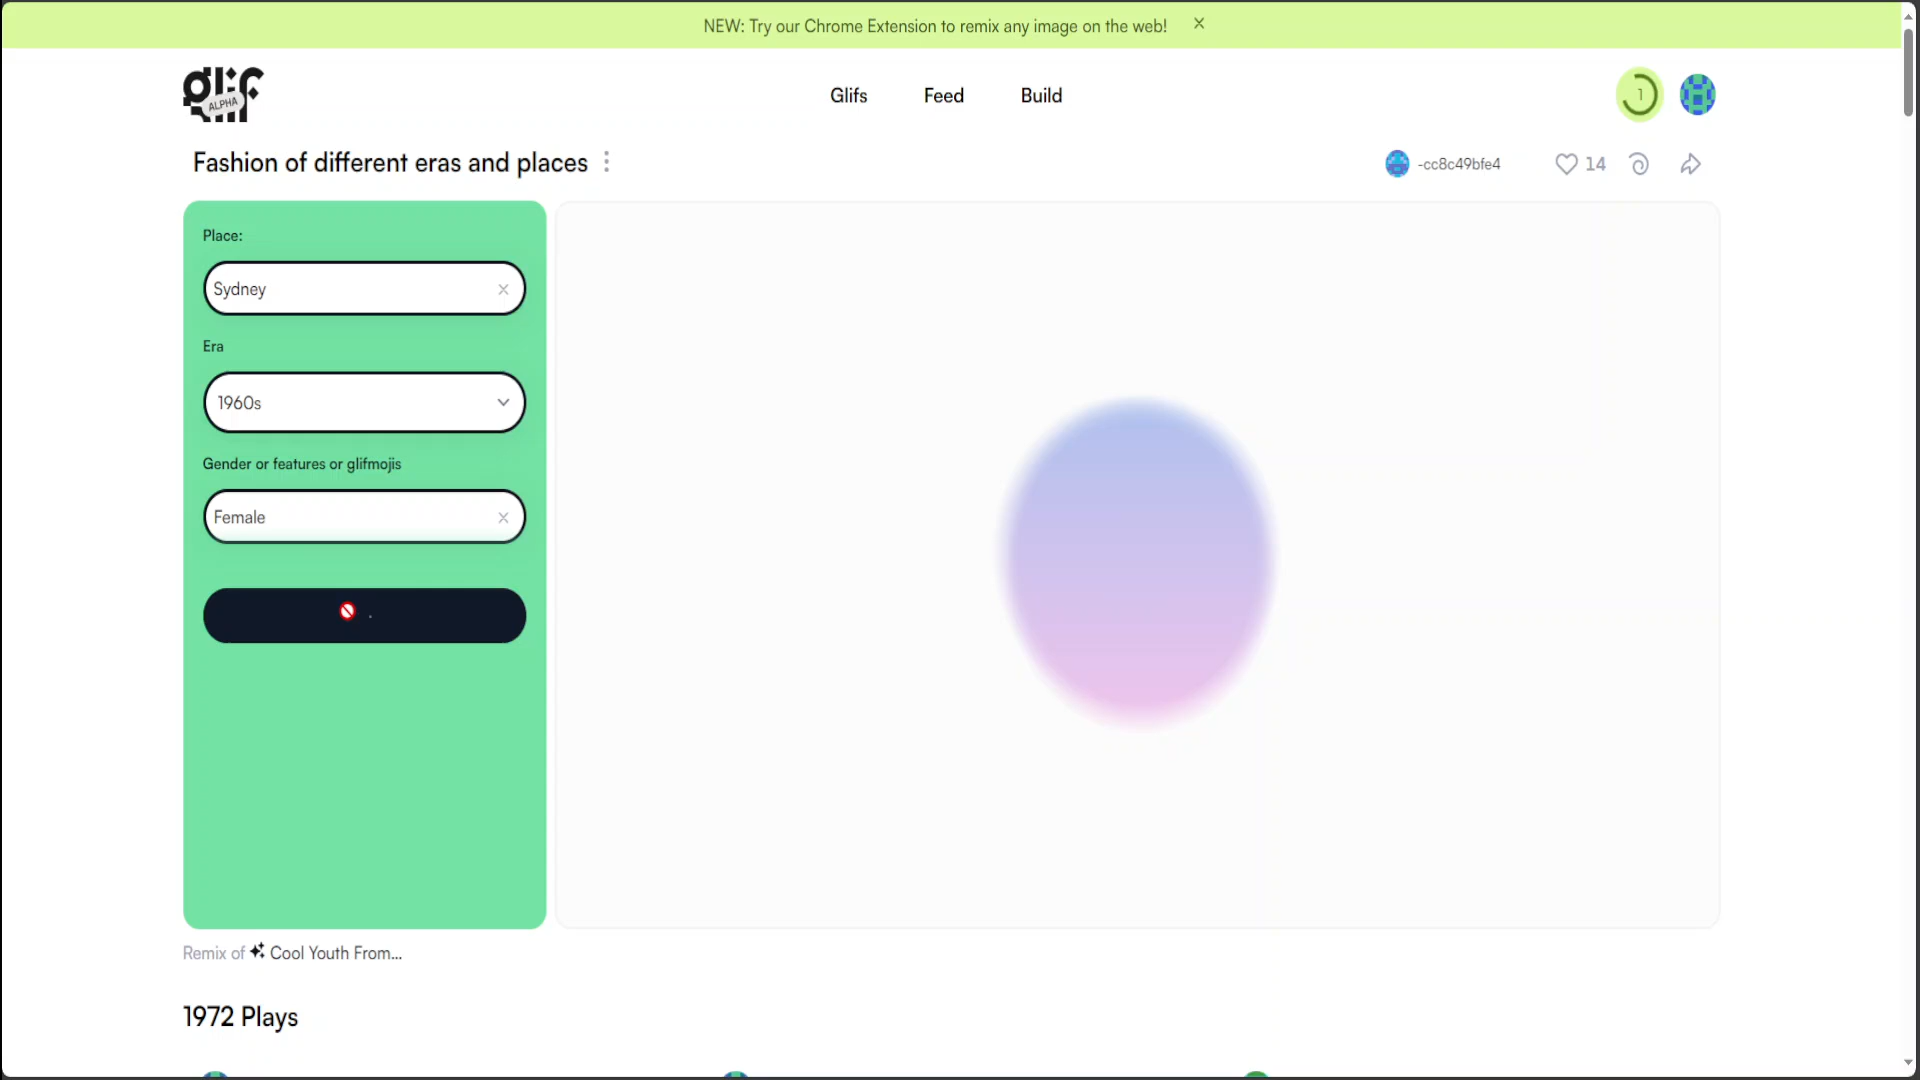 NEW: Try our Chrome Extension to remix any image on the web!
glif
ALPHA
Glifs
Feed
Build
1
Fashion of different eras and places
-cc8c49bfe4
14
Place:
Sydney
Era
1960s
Gender or features or glifmojis
Female
Remix of Cool Youth From...
1972 Plays